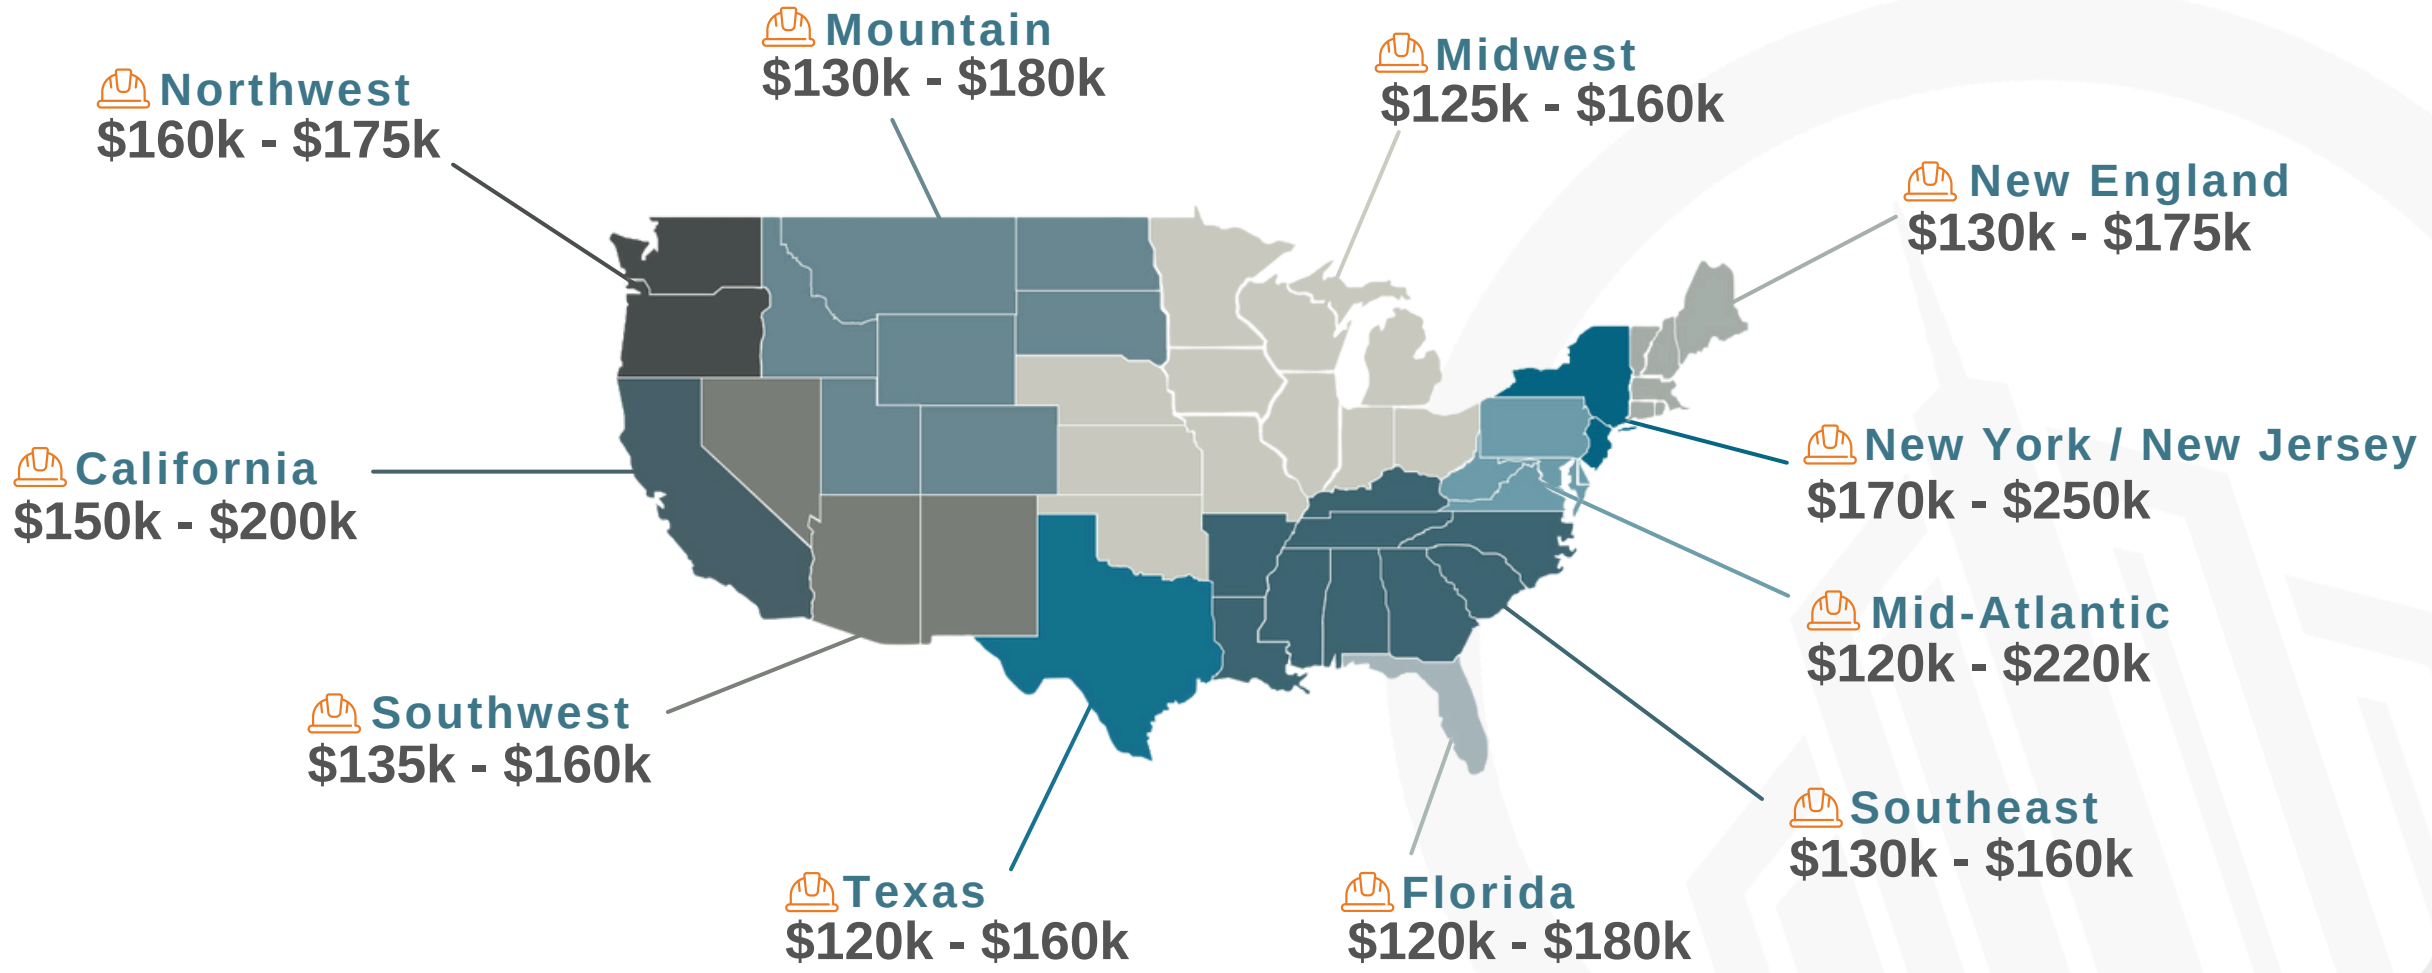 Mountain
$130k - $180k
Midwest
$125k - $160k
Northwest
$160k - $175k
New England
$130k - $175k
California
$150k - $200k
New York / New Jersey
$170k - $250k
Mid-Atlantic
$120k - $220k
Southwest
$135k - $160k
Southeast
$130k - $160k
Texas
$120k - $160k
Florida
$120k - $180k